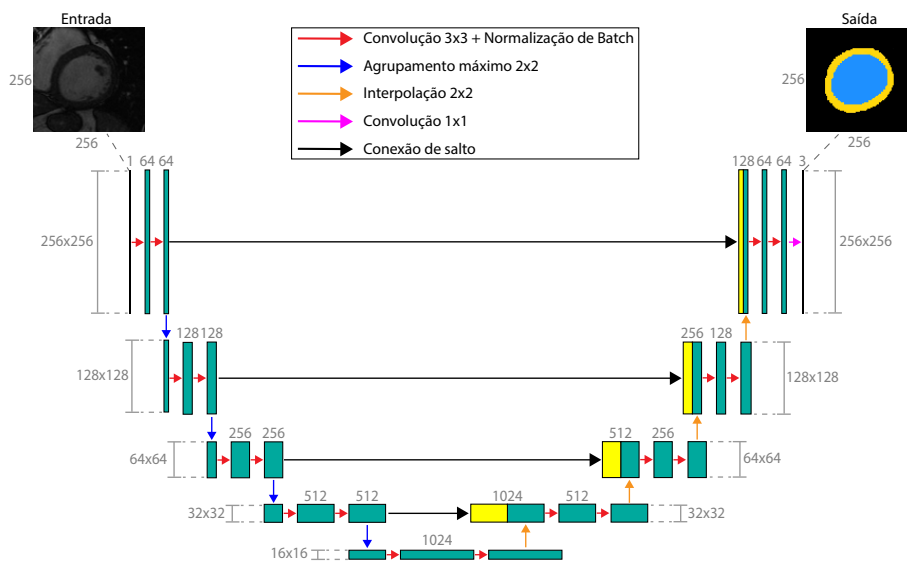 Entrada
Saída
Convolução 3x3 + Normalização de Batch
Agrupamento máximo 2x2
Interpolação 2x2
Convolução 1x1
Conexão de salto
256
256
256
256
1 64 64
128 64 64 3
256x256
256x256
128 128
256 128
128x128
128x128
256 256
512 256
64x64
64x64
512 512
1024 512
32x32
32x32
1024
16x16